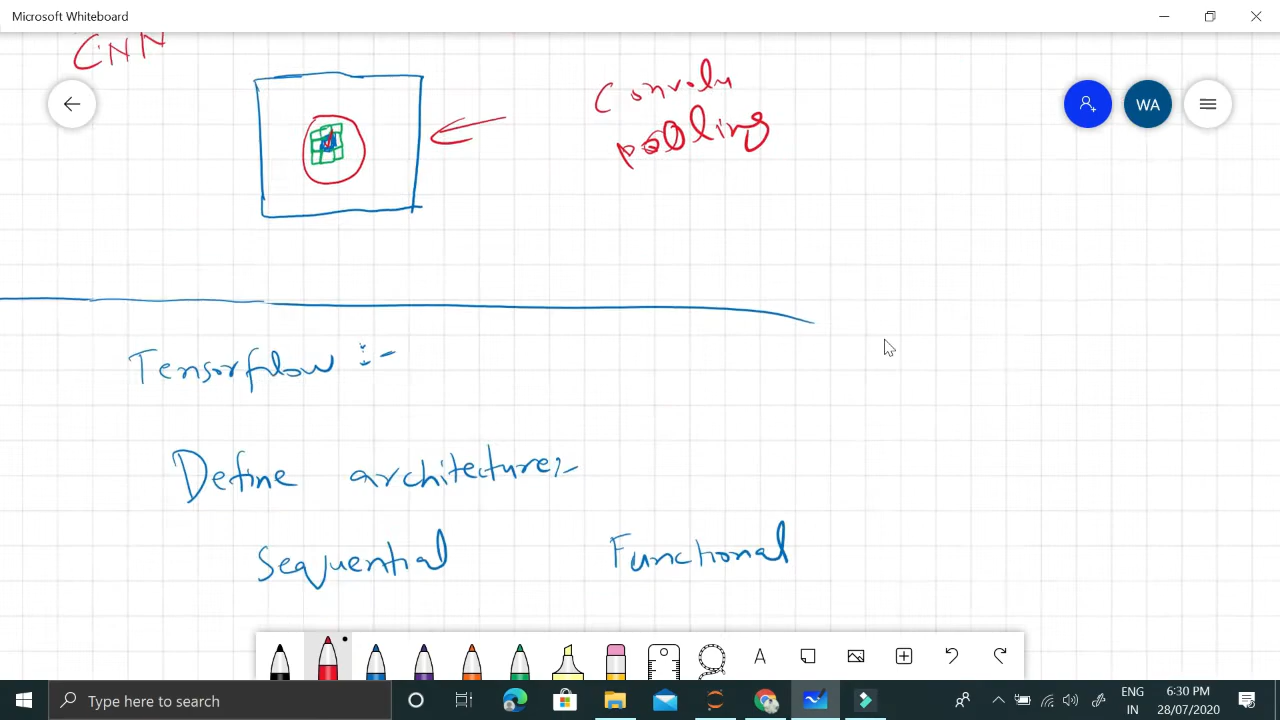 Microsoft Whiteboard
CNN
Convolu
pooling
WA
Tensorflow :-
Define architecture:-
Sequential Functional
A
Type here to search
ENG
IN
6:30 PM
28/07/2020